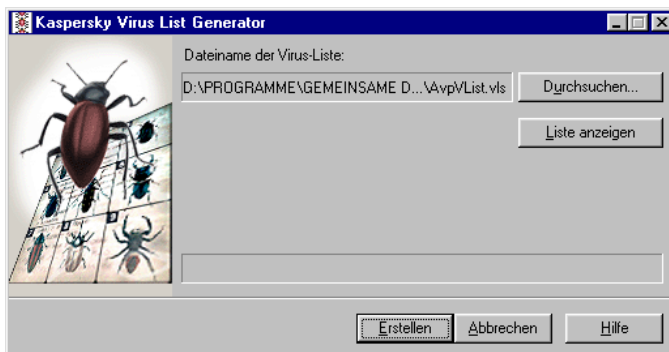 Kaspersky Virus List Generator
Dateiname der Virus-Liste:
D:\PROGRAMME\GEMEINSAME D...\AvpVList.vls
Durchsuchen...
Liste anzeigen
Erstellen
Abbrechen
Hilfe